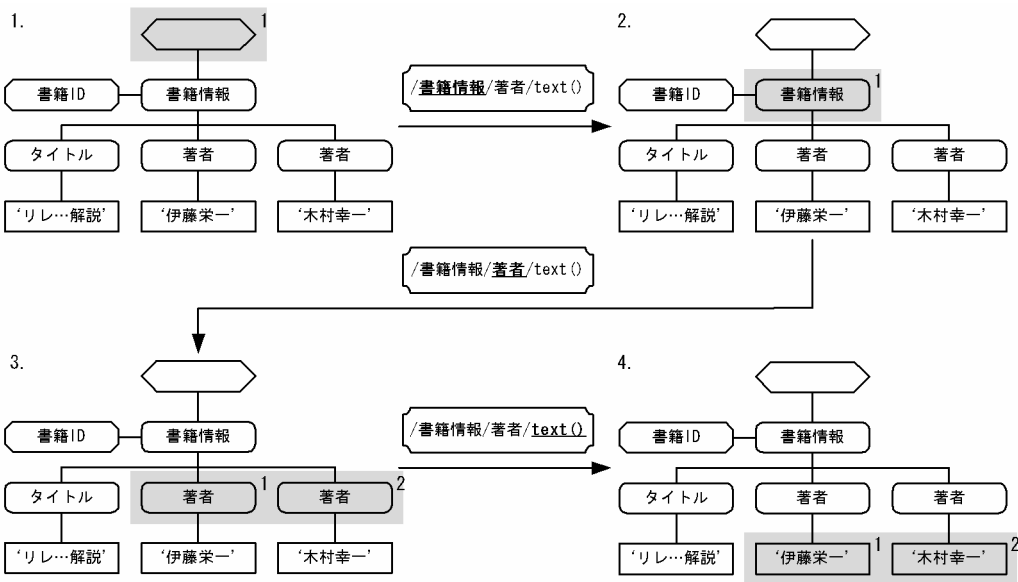 1.
1
書籍ID
書籍情報
タイトル
著者
著者
‘リレ…解説’
‘伊藤栄一’
‘木村幸一’
/書籍情報/著者/text()
2.
書籍ID
書籍情報
1
タイトル
著者
著者
‘リレ…解説’
‘伊藤栄一’
‘木村幸一’
/書籍情報/著者/text()
3.
書籍ID
書籍情報
タイトル
著者
1
著者
2
‘リレ…解説’
‘伊藤栄一’
‘木村幸一’
/書籍情報/著者/text()
4.
書籍ID
書籍情報
タイトル
著者
著者
‘リレ…解説’
‘伊藤栄一’
1
‘木村幸一’
2